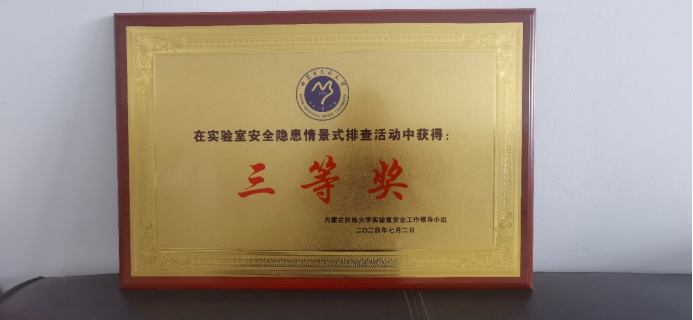 在实验室安全隐患情景式排查活动中获得：
三等奖
内蒙古民族大学实验室安全工作领导小组
二〇二四年七月二日